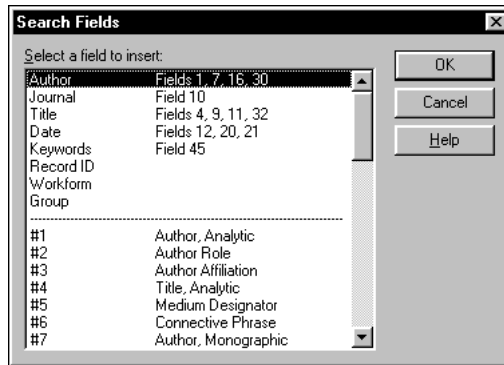 Search Fields
Select a field to insert:
Author Fields 1, 7, 16, 30
Journal Field 10
Title Fields 4, 9, 11, 32
Date Fields 12, 20, 21
Keywords Field 45
Record ID
Workform
Group
#1 Author, Analytic
#2 Author Role
#3 Author Affiliation
#4 Title, Analytic
#5 Medium Designator
#6 Connective Phrase
#7 Author, Monographic
OK
Cancel
Help